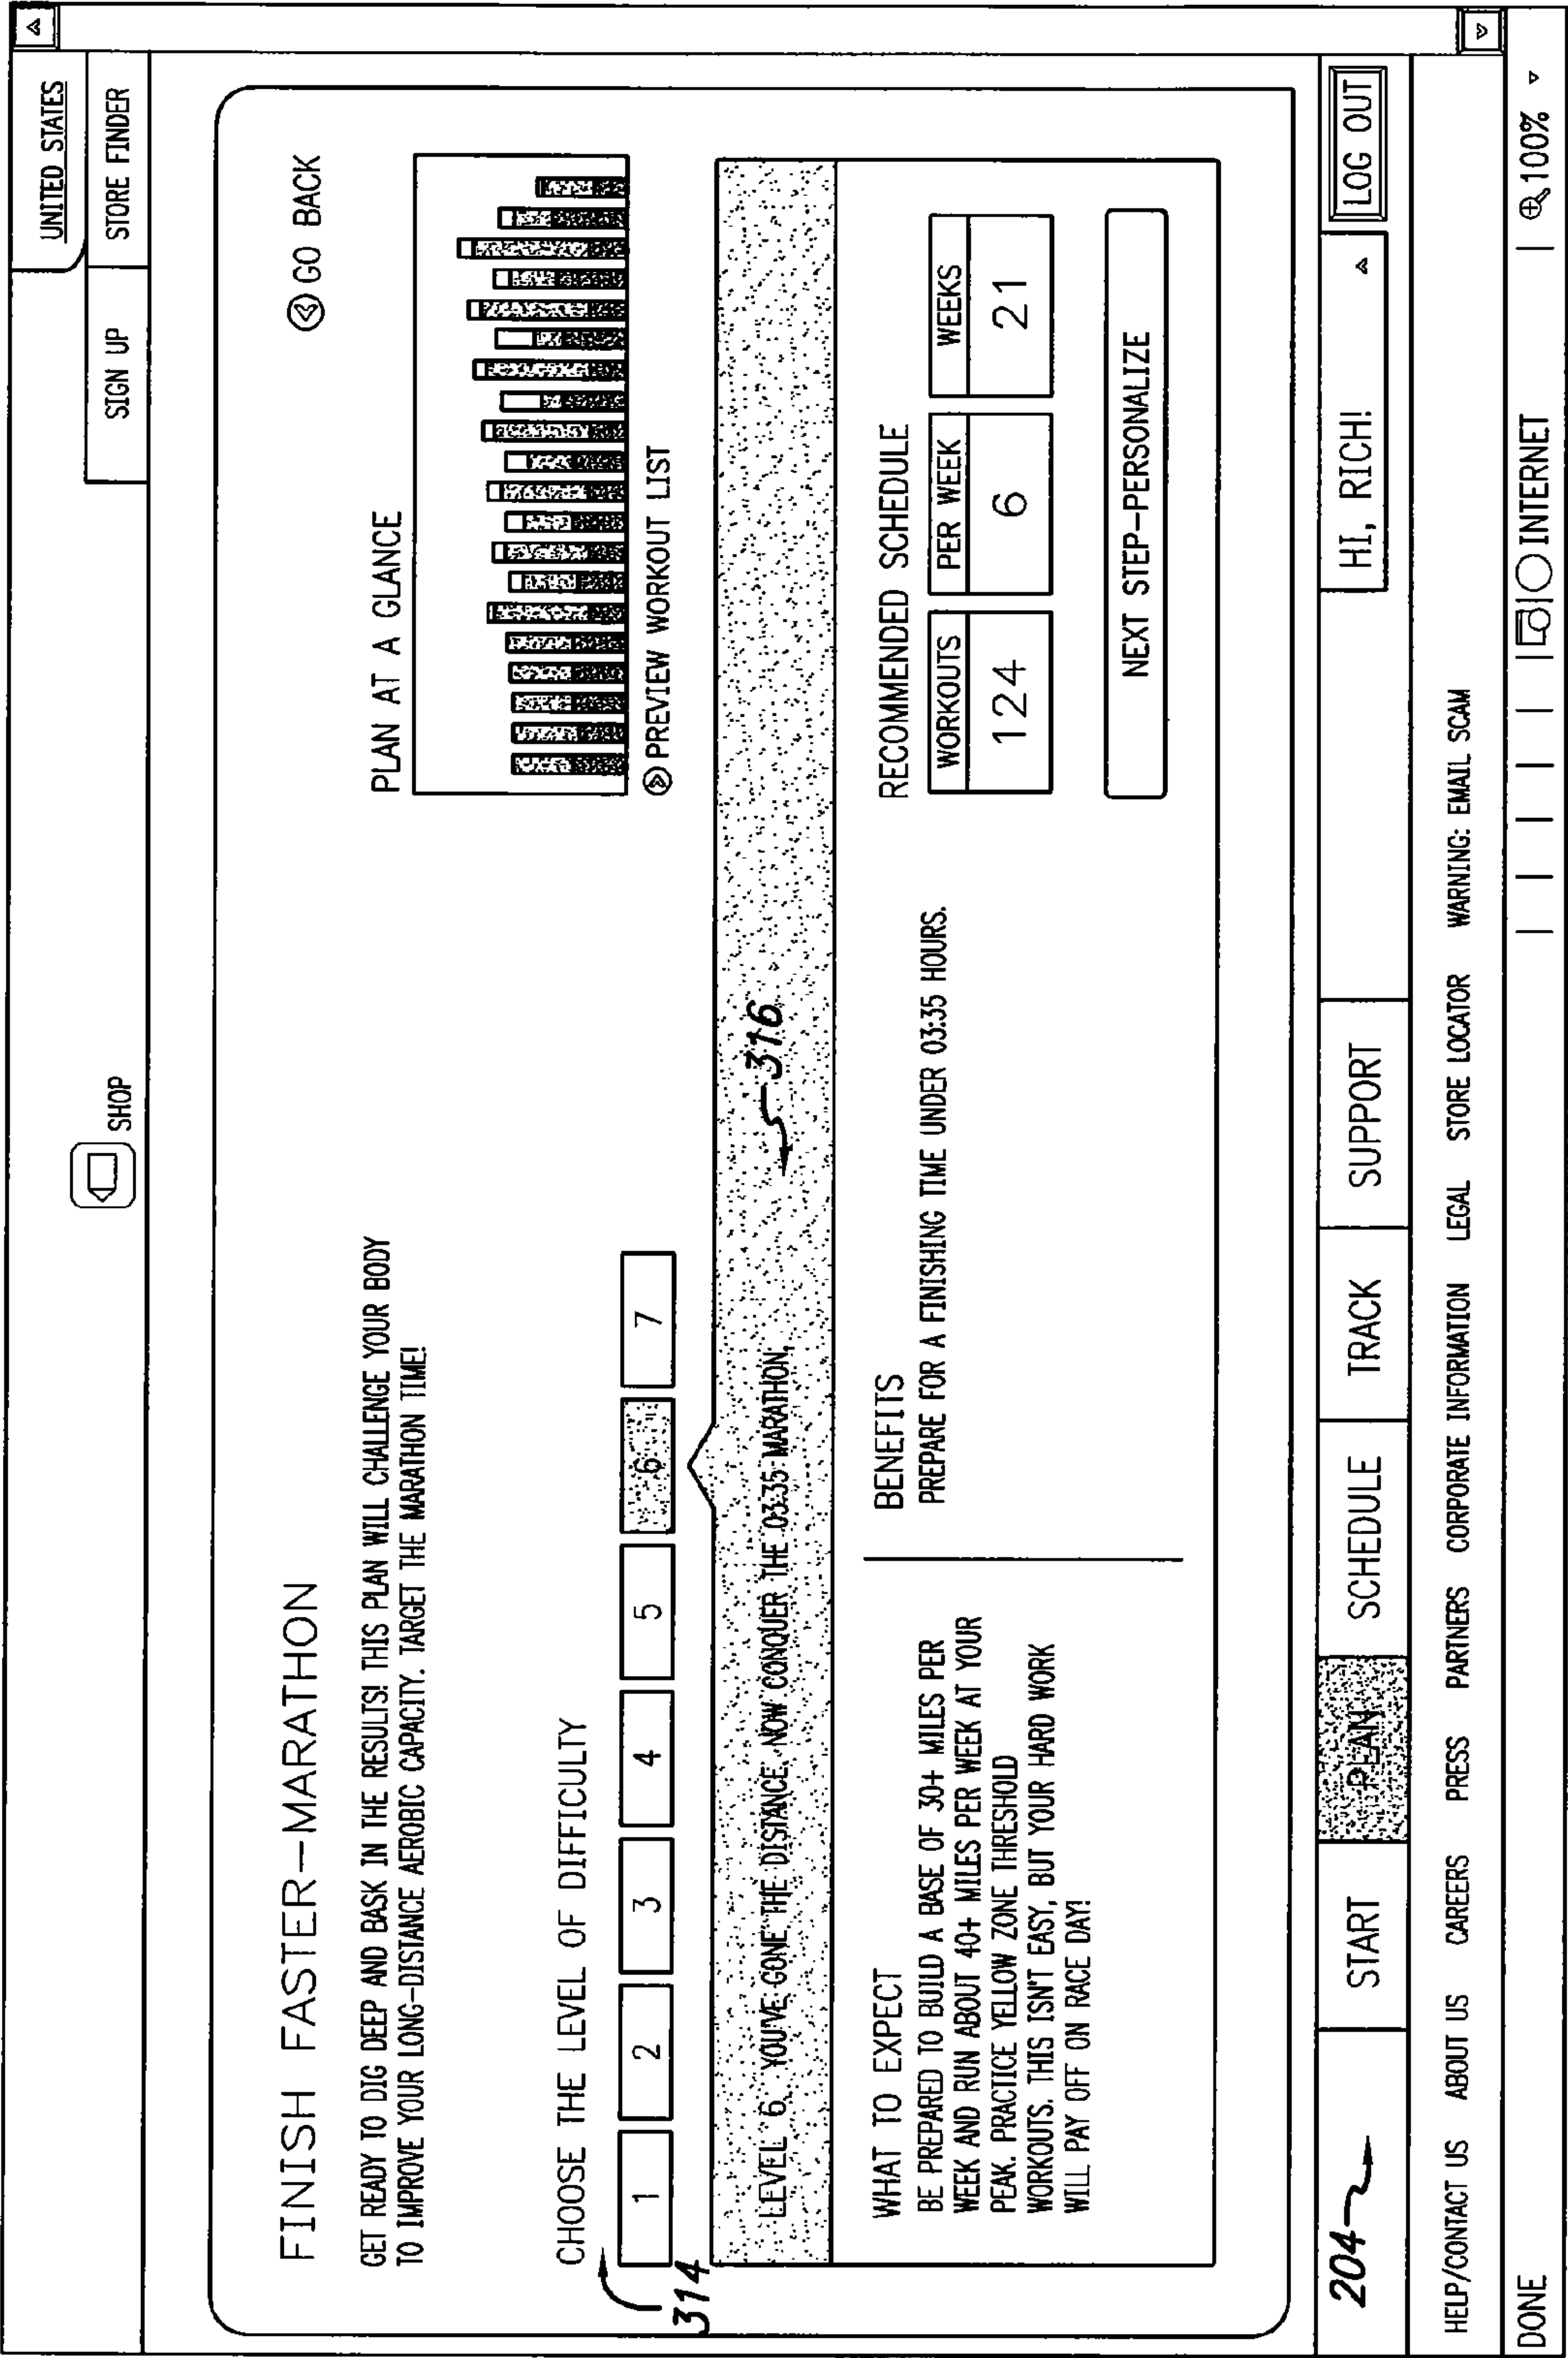 UNITED STATES
SHOP
SIGN UP
STORE FINDER
FINISH FASTER-MARATHON
GO BACK
GET READY TO DIG DEEP AND BASK IN THE RESULTS! THIS PLAN WILL CHALLENGE YOUR BODY
TO IMPROVE YOUR LONG-DISTANCE AEROBIC CAPACITY. TARGET THE MARATHON TIME!
PLAN AT A GLANCE
CHOOSE THE LEVEL OF DIFFICULTY
314
1 2 3 4 5 6 7
PREVIEW WORKOUT LIST
LEVEL 6. YOU'VE GONE THE DISTANCE, NOW CONQUER THE 03:35 MARATHON.
316
WHAT TO EXPECT
BE PREPARED TO BUILD A BASE OF 30+ MILES PER
WEEK AND RUN ABOUT 40+ MILES PER WEEK AT YOUR
PEAK. PRACTICE YELLOW ZONE THRESHOLD
WORKOUTS. THIS ISN'T EASY, BUT YOUR HARD WORK
WILL PAY OFF ON RACE DAY!
BENEFITS
PREPARE FOR A FINISHING TIME UNDER 03:35 HOURS.
RECOMMENDED SCHEDULE
WORKOUTS PER WEEK WEEKS
124 6 21
NEXT STEP-PERSONALIZE
204 START PLAN SCHEDULE TRACK SUPPORT HI, RICH! LOG OUT
HELP/CONTACT US ABOUT US CAREERS PRESS PARTNERS CORPORATE INFORMATION LEGAL STORE LOCATOR WARNING: EMAIL SCAM
DONE INTERNET 100%